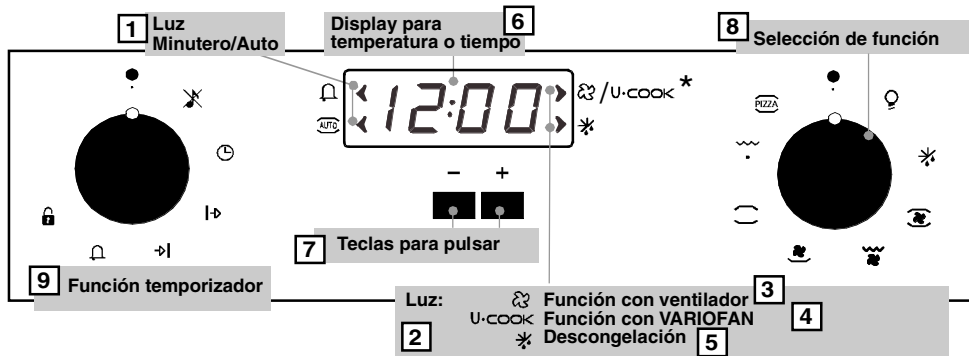 1 Luz
Minutero/Auto
Display para 6
temperatura o tiempo
8 Selección de función
12:00
/U·COOK *
AUTO
PIZZA
- +
7 Teclas para pulsar
9 Función temporizador
Luz: Función con ventilador 3
U·COOK Función con VARIOFAN 4
2 Descongelación 5